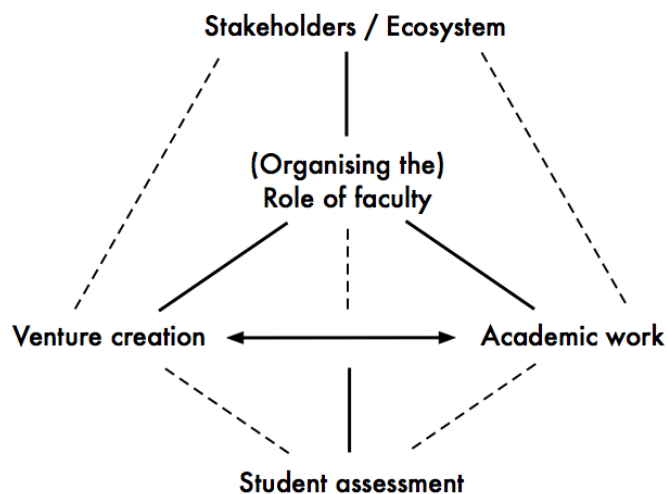 Stakeholders / Ecosystem
(Organising the)
Role of faculty
Venture creation
Academic work
Student assessment